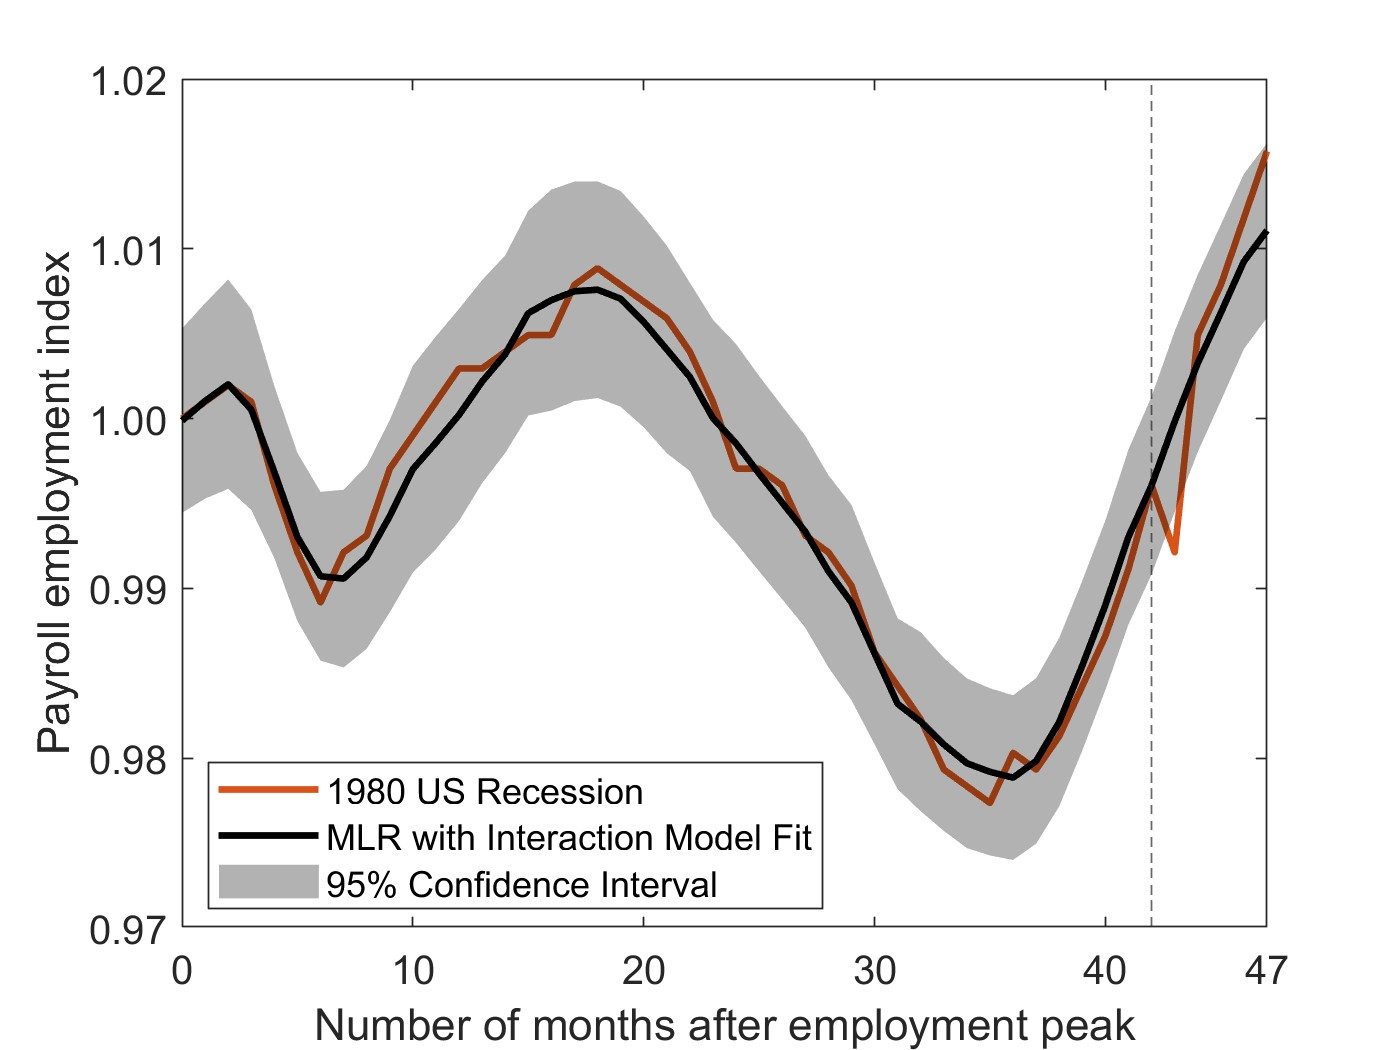 1.02
1.01
1.00
0.99
0.98
0.97
Payroll employment index
1980 US Recession
MLR with Interaction Model Fit
95% Confidence Interval
0 10 20 30 40 47
Number of months after employment peak